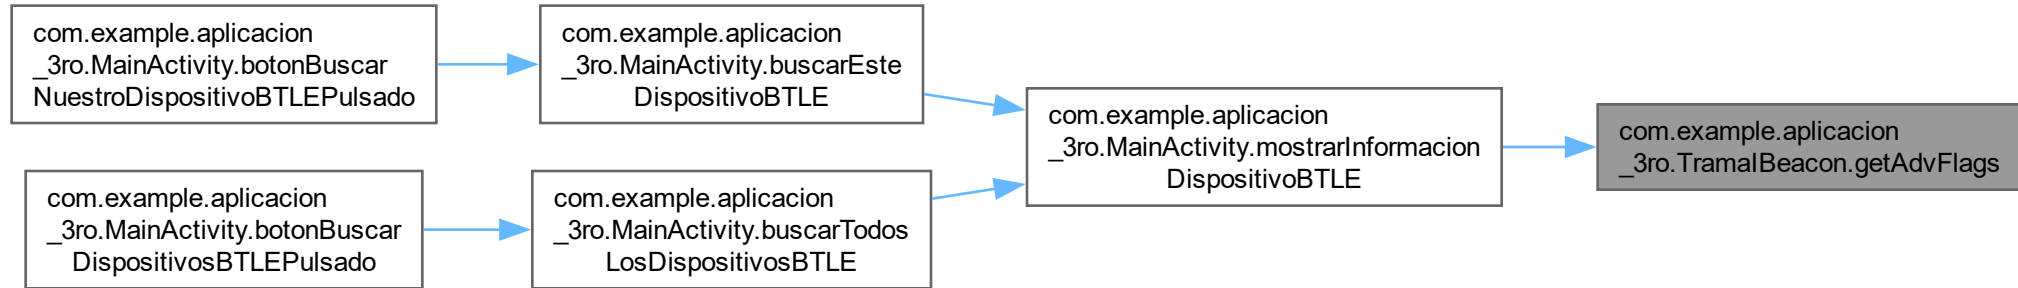 com.example.aplicacion
_3ro.MainActivity.botonBuscar
NuestroDispositivoBTLEPulsado
com.example.aplicacion
_3ro.MainActivity.buscarEste
DispositivoBTLE
com.example.aplicacion
_3ro.MainActivity.botonBuscar
DispositivosBTLEPulsado
com.example.aplicacion
_3ro.MainActivity.buscarTodos
LosDispositivosBTLE
com.example.aplicacion
_3ro.MainActivity.mostrarInformacion
DispositivoBTLE
com.example.aplicacion
_3ro.TramaIBeacon.getAdvFlags